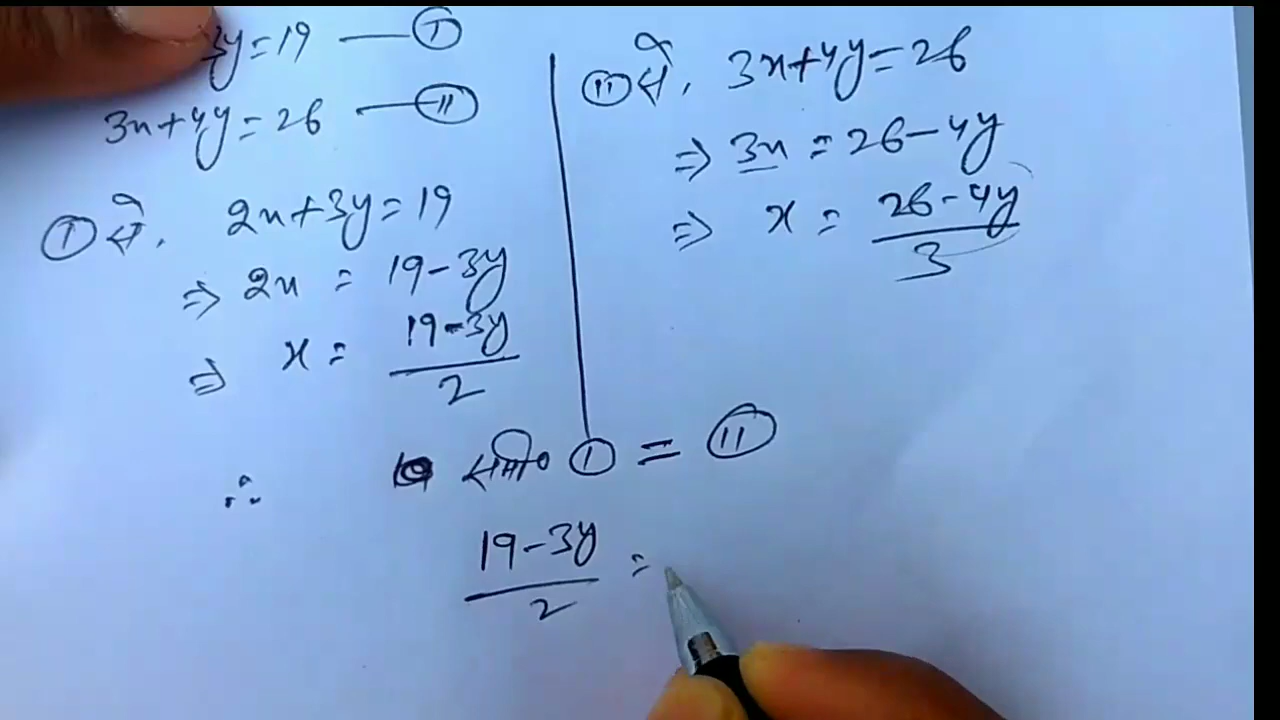 3y = 19 — I
3x + 4y = 26 — II
I से, 2x + 3y = 19
⇒ 2x = 19 - 3y
⇒ x = 19 - 3y / 2
II से, 3x + 4y = 26
⇒ 3x = 26 - 4y
⇒ x = 26 - 4y / 3
∴ समी० I = II
19 - 3y / 2 =